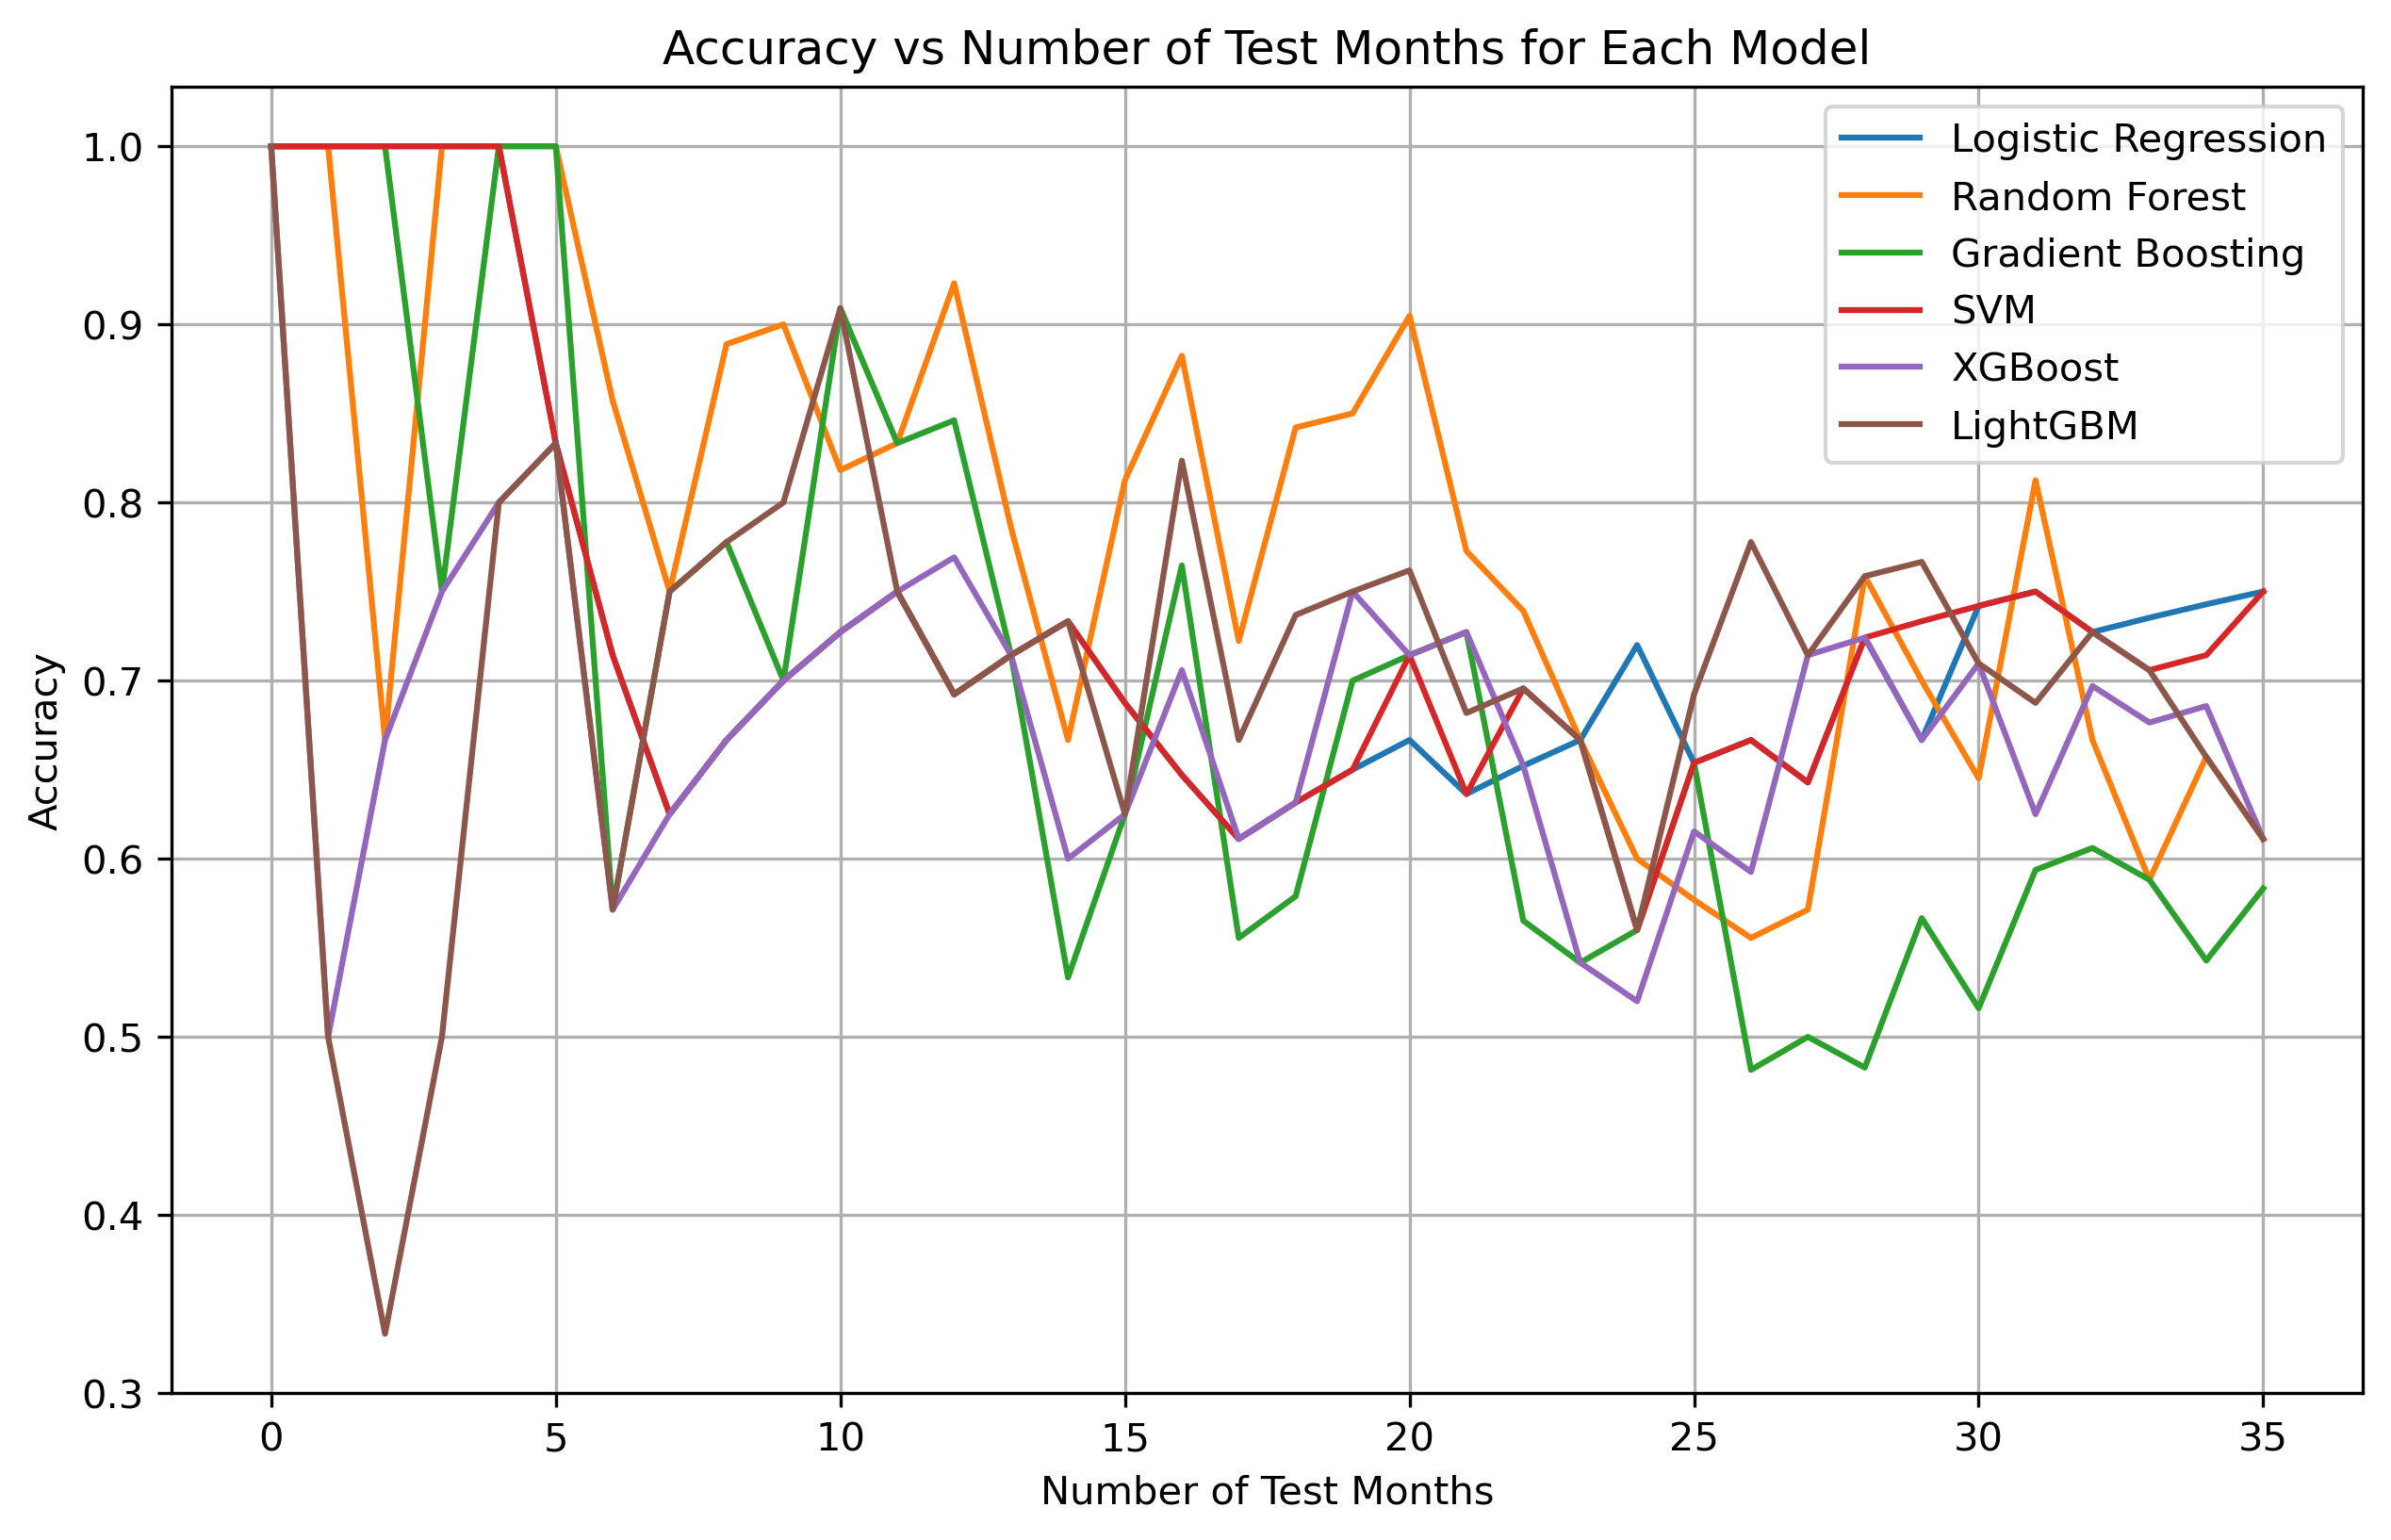 Accuracy vs Number of Test Months for Each Model
Logistic Regression
Random Forest
Gradient Boosting
SVM
XGBoost
LightGBM
Accuracy
1.0
0.9
0.8
0.7
0.6
0.5
0.4
0.3
0 5 10 15 20 25 30 35
Number of Test Months